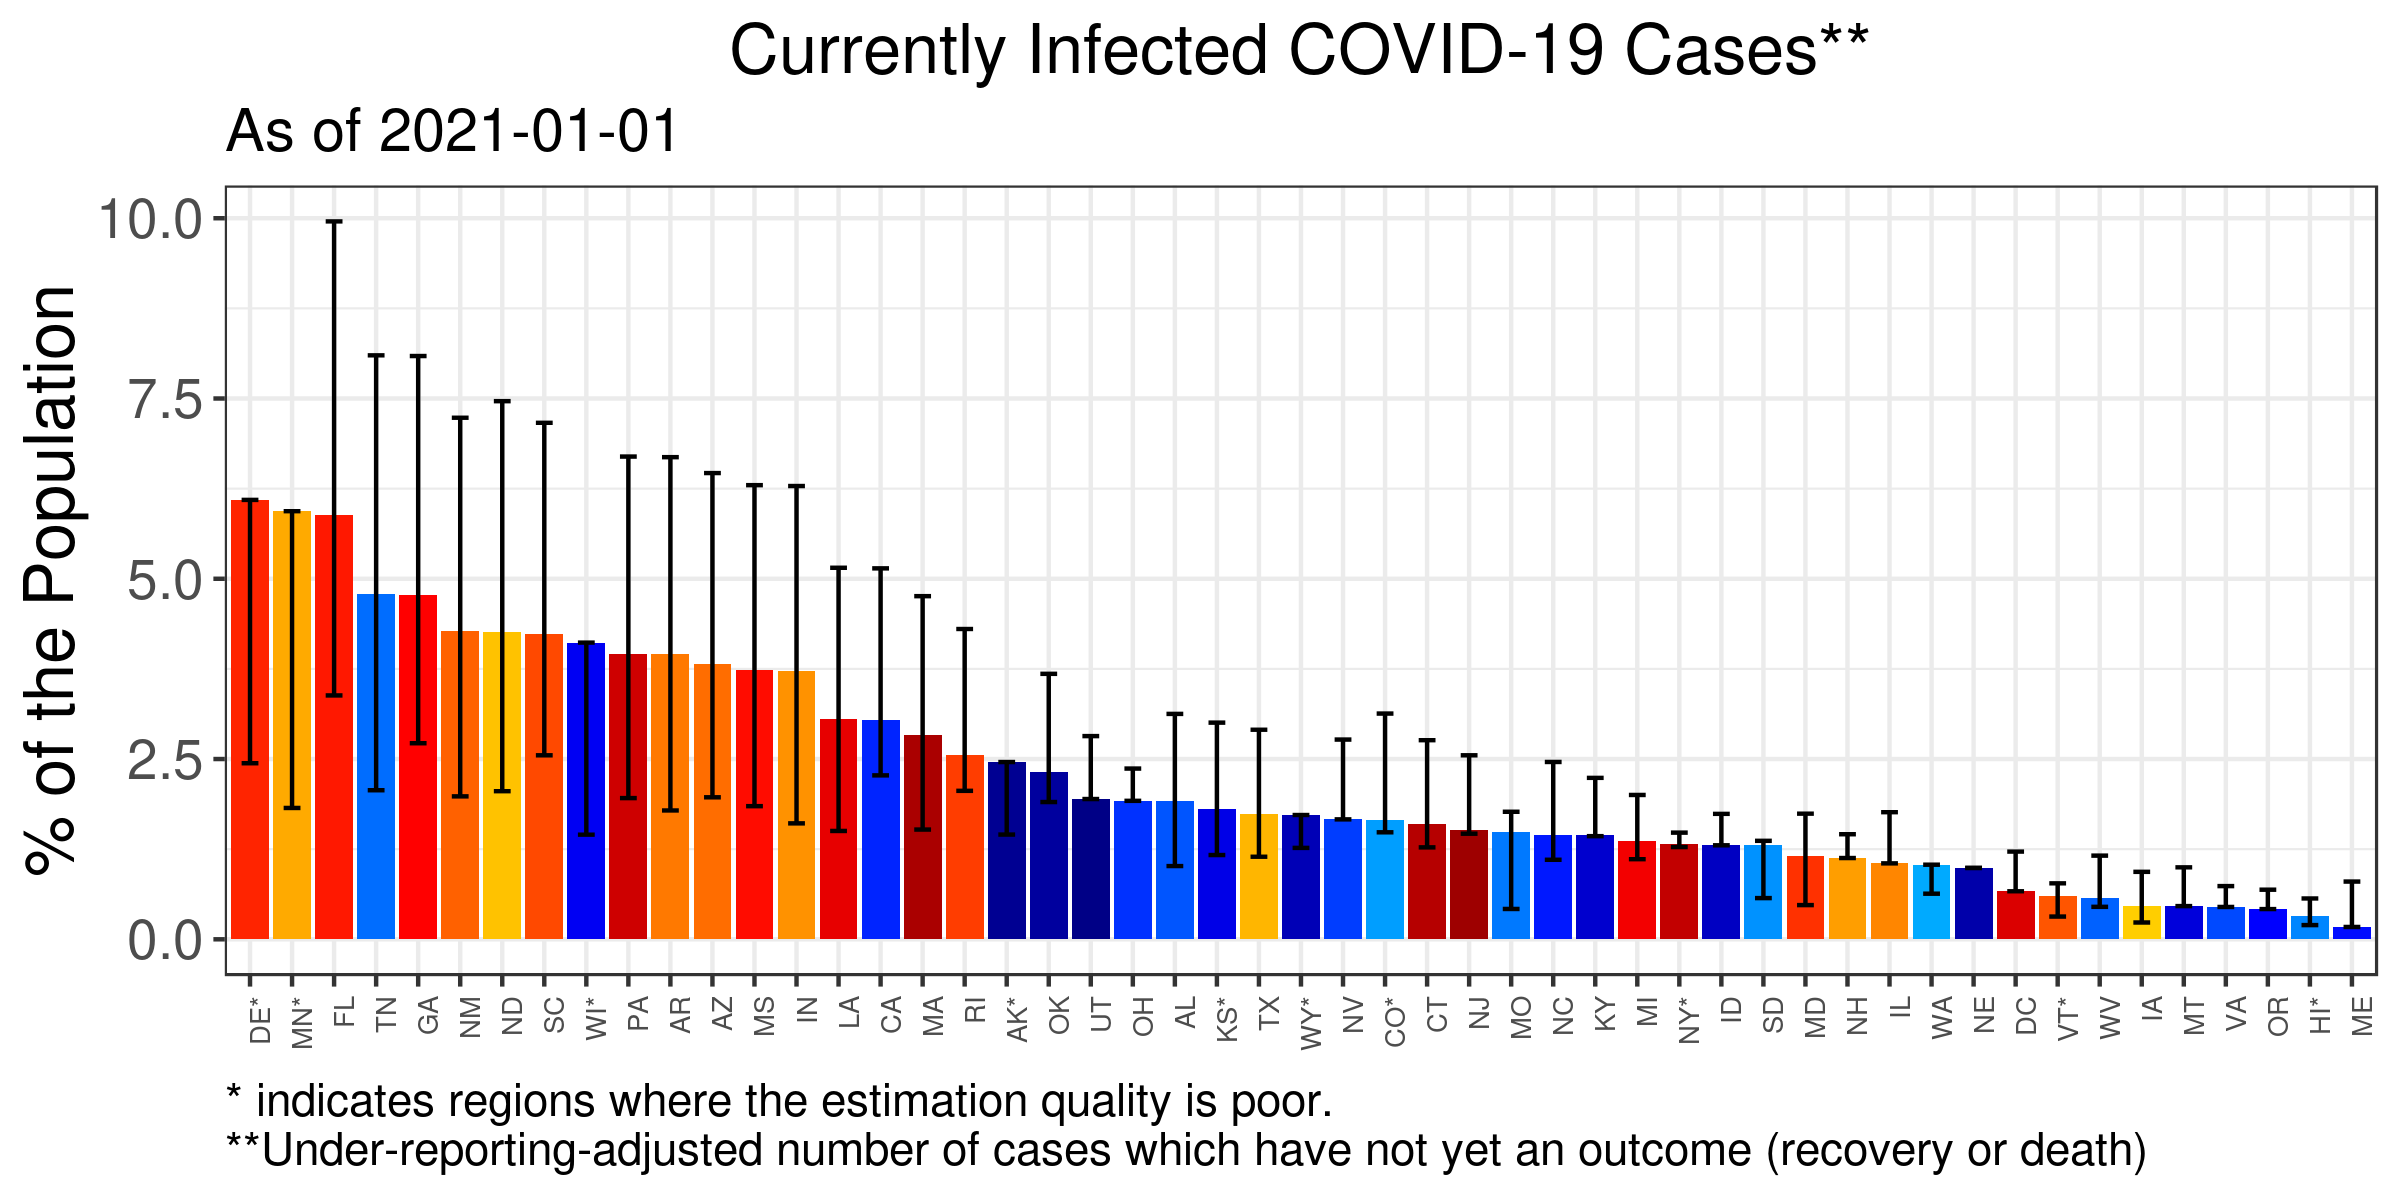 Currently Infected COVID-19 Cases**
As of 2021-01-01
% of the Population
10.0
7.5
5.0
2.5
0.0
DE* MN* FL TN GA NM ND SC WI* PA AR AZ MS IN LA CA MA RI AK* OK UT OH AL KS* TX WY* NV CO* CT NJ MO NC KY MI NY* ID SD MD NH IL WA NE DC VT* WV IA MT VA OR HI* ME
* indicates regions where the estimation quality is poor.
**Under-reporting-adjusted number of cases which have not yet an outcome (recovery or death)